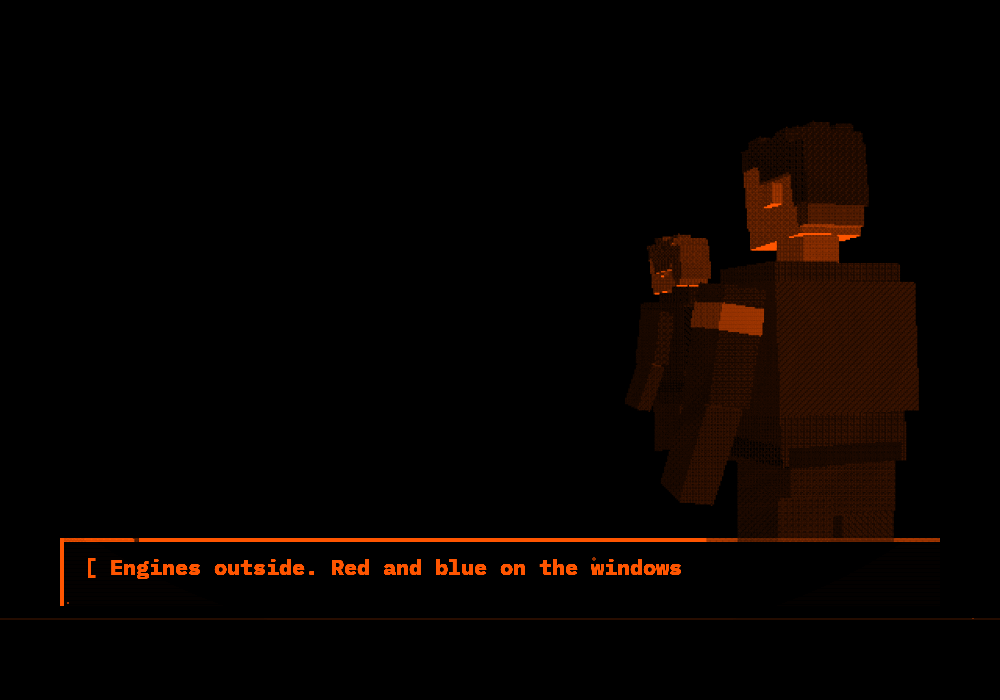 [ Engines outside. Red and blue on the windows